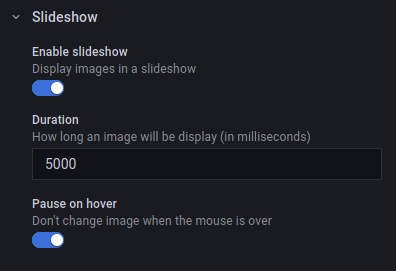 Slideshow
Enable slideshow
Display images in a slideshow
Duration
How long an image will be display (in milliseconds)
5000
Pause on hover
Don't change image when the mouse is over